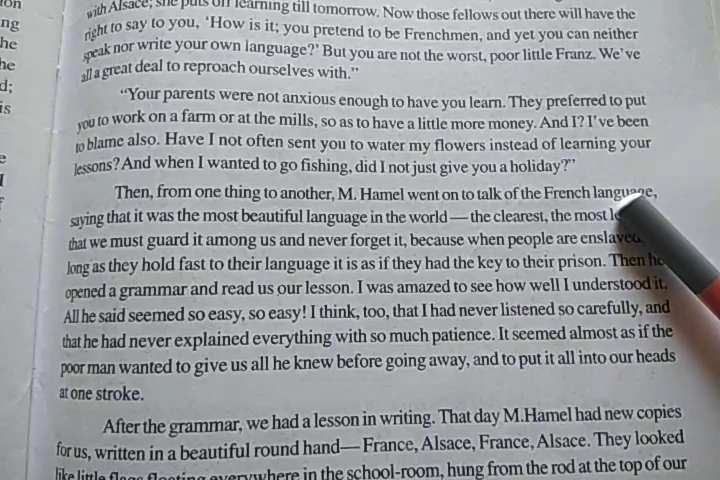 with Alsace; she puts off learning till tomorrow. Now those fellows out there will have the
right to say to you, ‘How is it; you pretend to be Frenchmen, and yet you can neither
speak nor write your own language?’ But you are not the worst, poor little Franz. We’ve
all a great deal to reproach ourselves with.”
“Your parents were not anxious enough to have you learn. They preferred to put
you to work on a farm or at the mills, so as to have a little more money. And I? I’ve been
to blame also. Have I not often sent you to water my flowers instead of learning your
lessons? And when I wanted to go fishing, did I not just give you a holiday?”
Then, from one thing to another, M. Hamel went on to talk of the French language,
saying that it was the most beautiful language in the world — the clearest, the most
that we must guard it among us and never forget it, because when people are enslaved
long as they hold fast to their language it is as if they had the key to their prison. Then he
opened a grammar and read us our lesson. I was amazed to see how well I understood it.
All he said seemed so easy, so easy! I think, too, that I had never listened so carefully, and
that he had never explained everything with so much patience. It seemed almost as if the
poor man wanted to give us all he knew before going away, and to put it all into our heads
at one stroke.
After the grammar, we had a lesson in writing. That day M.Hamel had new copies
for us, written in a beautiful round hand— France, Alsace, France, Alsace. They looked
like little flags floating everywhere in the school-room, hung from the rod at the top of our